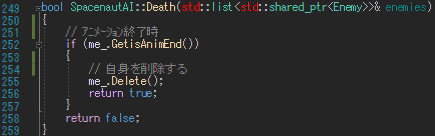 249 bool SpacenautAI::Death(std::list<std::shared_ptr<Enemy>>& enemies)
250 {
251 // アニメーション終了時
252 if (me_.GetisAnimEnd())
253 {
254 // 自身を削除する
255 me_.Delete();
256 return true;
257 }
258 return false;
259 }